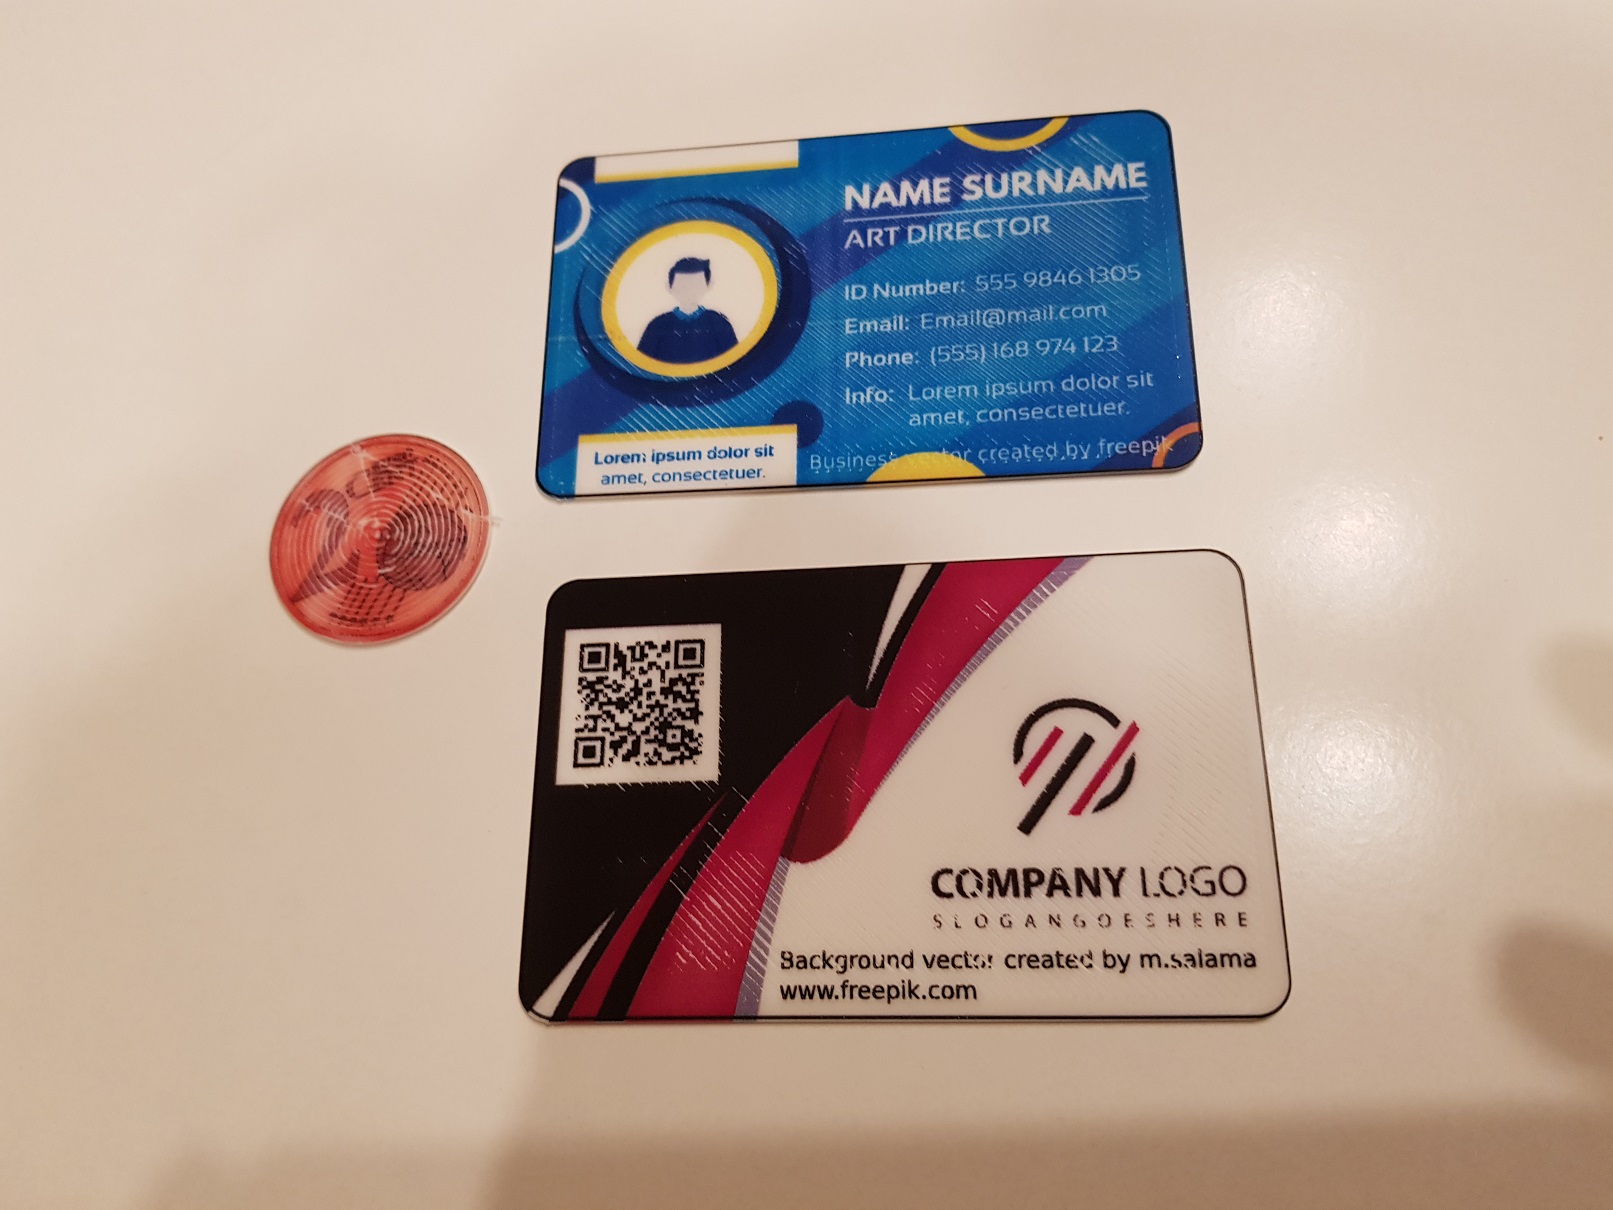 NAME SURNAME
ART DIRECTOR
ID Number: 555 9846 1305
Email: Email@mail.com
Phone: (555) 168 974 123
Info: Lorem ipsum dolor sit
amet, consectetuer.
Lorem ipsum dolor sit
amet, consectetuer.
Business vector created by freepik
COMPANY LOGO
SLOGANGOESHERE
Background vector created by m.salama
www.freepik.com